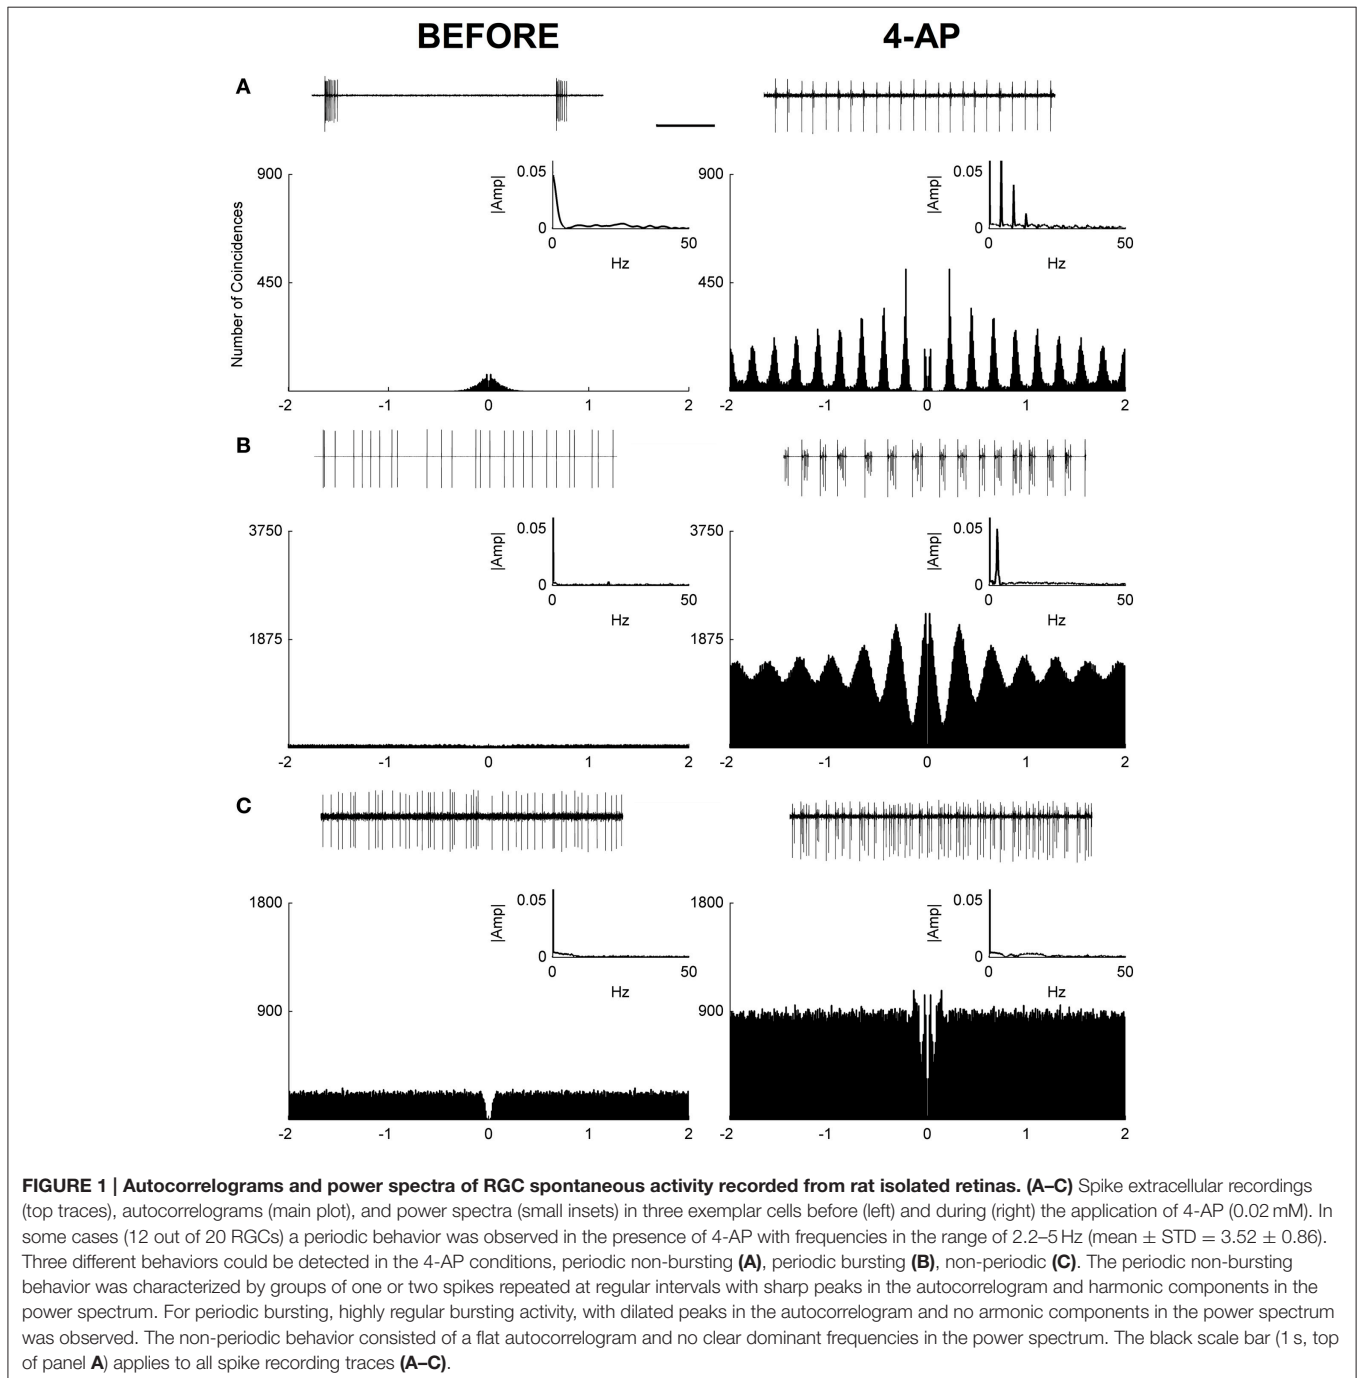 BEFORE 4-AP
A
900
450
Number of Coincidences
0.05
0
|Amp|
0 50
Hz
-2 -1 0 1 2
900
450
0.05
0
|Amp|
0 50
Hz
-2 -1 0 1 2
B
3750
1875
0.05
0
|Amp|
0 50
Hz
-2 -1 0 1 2
3750
1875
0.05
0
|Amp|
0 50
Hz
-2 -1 0 1 2
C
1800
900
0.05
0
|Amp|
0 50
Hz
-2 -1 0 1 2
1800
900
0.05
0
|Amp|
0 50
Hz
-2 -1 0 1 2
FIGURE 1 | Autocorrelograms and power spectra of RGC spontaneous activity recorded from rat isolated retinas. (A–C) Spike extracellular recordings
(top traces), autocorrelograms (main plot), and power spectra (small insets) in three exemplar cells before (left) and during (right) the application of 4-AP (0.02 mM). In
some cases (12 out of 20 RGCs) a periodic behavior was observed in the presence of 4-AP with frequencies in the range of 2.2–5 Hz (mean ± STD = 3.52 ± 0.86).
Three different behaviors could be detected in the 4-AP conditions, periodic non-bursting (A), periodic bursting (B), non-periodic (C). The periodic non-bursting
behavior was characterized by groups of one or two spikes repeated at regular intervals with sharp peaks in the autocorrelogram and harmonic components in the
power spectrum. For periodic bursting, highly regular bursting activity, with dilated peaks in the autocorrelogram and no armonic components in the power spectrum
was observed. The non-periodic behavior consisted of a flat autocorrelogram and no clear dominant frequencies in the power spectrum. The black scale bar (1 s, top
of panel A) applies to all spike recording traces (A–C).